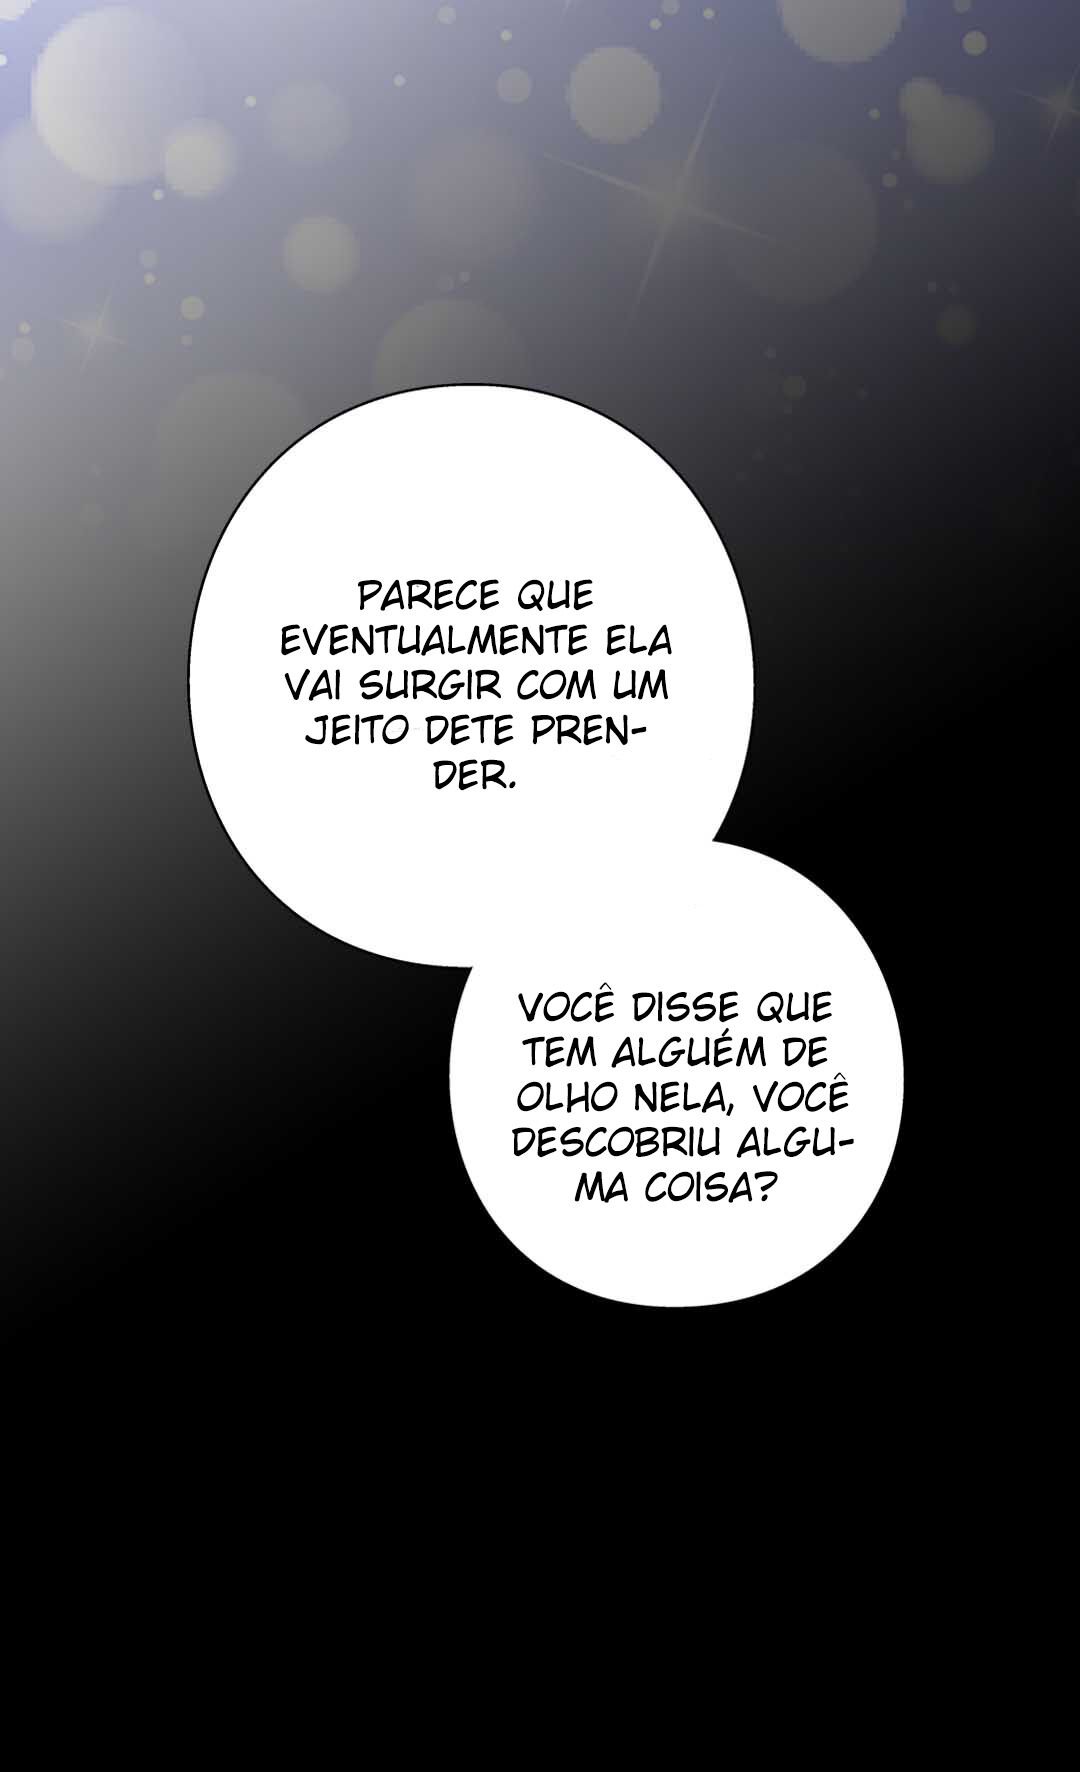 PARECE QUE
EVENTUALMENTE ELA
VAI SURGIR COM UM
JEITO DETE PREN-
DER.
VOCÊ DISSE QUE
TEM ALGUÉM DE
OLHO NELA, VOCÊ
DESCOBRIU ALGU-
MA COISA?